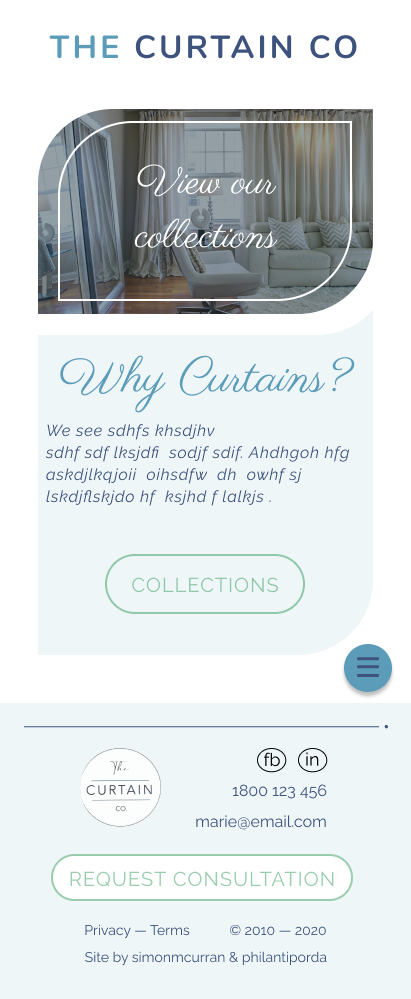 THE CURTAIN CO
View our
collections
Why Curtains?
We see sdhfs khsdjhv
sdhf sdf lksjdfi  sodjf sdif. Ahdhgoh hfg
askdjlkqjoii  oihsdfw  dh  owhf sj
lskdjflskjdo hf  ksjhd f lalkjs .
COLLECTIONS
The
CURTAIN
CO.
fb in
1800 123 456
marie@email.com
REQUEST CONSULTATION
Privacy — Terms © 2010 — 2020
Site by simonmcurran & philantiporda